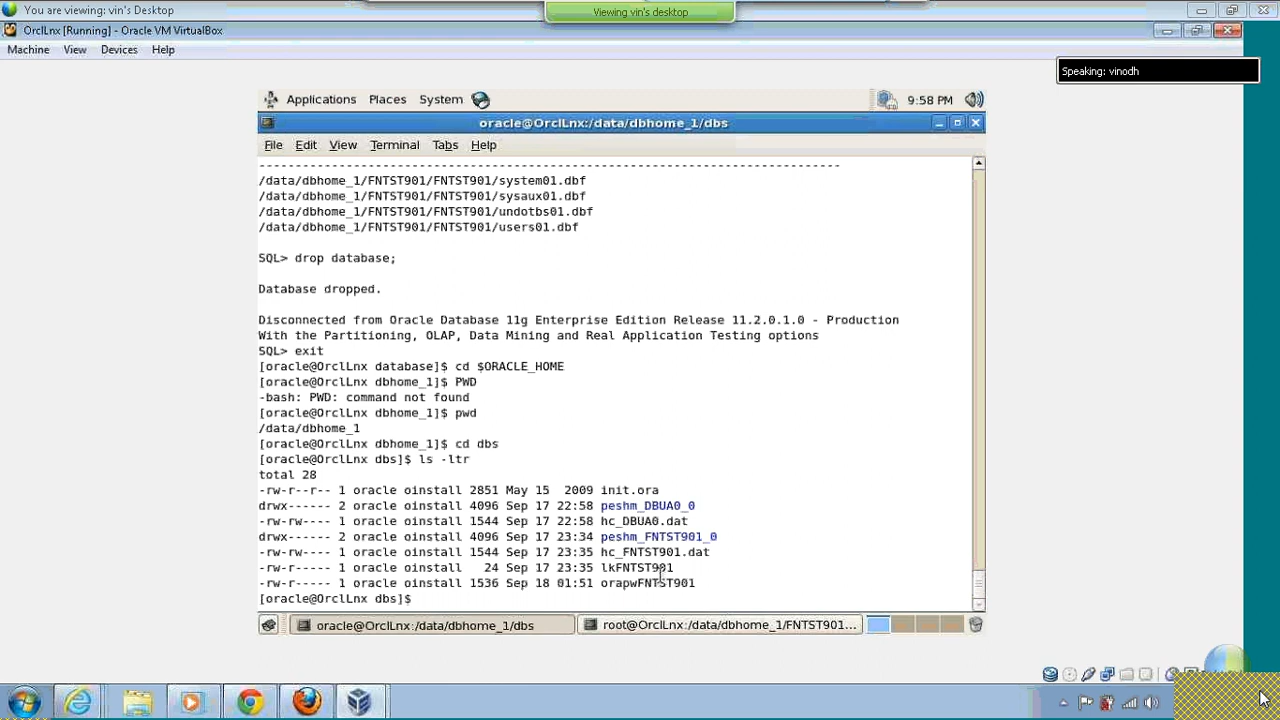 You are viewing: vin's Desktop
Viewing vin's desktop
OrclLnx [Running] - Oracle VM VirtualBox
Machine View Devices Help
Speaking: vinodh
Applications Places System
9:58 PM
oracle@OrclLnx:/data/dbhome_1/dbs
File Edit View Terminal Tabs Help
--------------------------------------------------------------------------------
/data/dbhome_1/FNTST901/FNTST901/system01.dbf
/data/dbhome_1/FNTST901/FNTST901/sysaux01.dbf
/data/dbhome_1/FNTST901/FNTST901/undotbs01.dbf
/data/dbhome_1/FNTST901/FNTST901/users01.dbf
SQL> drop database;
Database dropped.
Disconnected from Oracle Database 11g Enterprise Edition Release 11.2.0.1.0 - Production
With the Partitioning, OLAP, Data Mining and Real Application Testing options
SQL> exit
[oracle@OrclLnx database]$ cd $ORACLE_HOME
[oracle@OrclLnx dbhome_1]$ PWD
-bash: PWD: command not found
[oracle@OrclLnx dbhome_1]$ pwd
/data/dbhome_1
[oracle@OrclLnx dbhome_1]$ cd dbs
[oracle@OrclLnx dbs]$ ls -ltr
total 28
-rw-r--r-- 1 oracle oinstall 2851 May 15  2009 init.ora
drwx------ 2 oracle oinstall 4096 Sep 17 22:58 peshm_DBUA0_0
-rw-rw---- 1 oracle oinstall 1544 Sep 17 22:58 hc_DBUA0.dat
drwx------ 2 oracle oinstall 4096 Sep 17 23:34 peshm_FNTST901_0
-rw-rw---- 1 oracle oinstall 1544 Sep 17 23:35 hc_FNTST901.dat
-rw-r----- 1 oracle oinstall   24 Sep 17 23:35 lkFNTST901
-rw-r----- 1 oracle oinstall 1536 Sep 18 01:51 orapwFNTST901
[oracle@OrclLnx dbs]$
oracle@OrclLnx:/data/dbhome_1/dbs
root@OrclLnx:/data/dbhome_1/FNTST901...